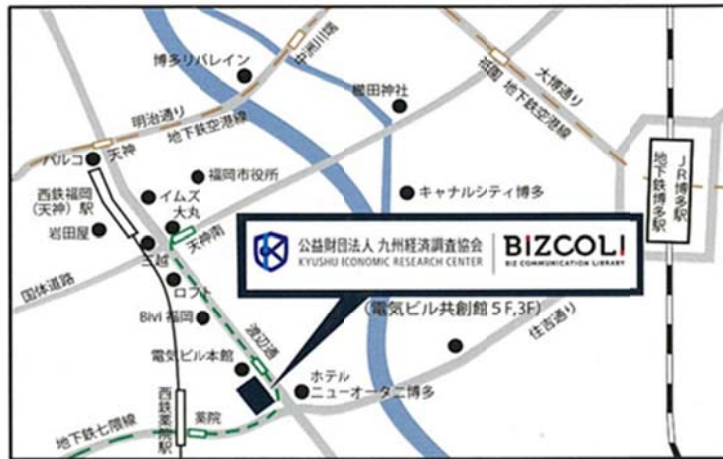 博多リバレイン
中洲川端
祇園
地下鉄空港線
大博通り
櫛田神社
明治通り
地下鉄空港線
パルコ
天神
福岡市役所
キャナルシティ博多
JR博多駅
地下鉄博多駅
西鉄福岡
(天神)駅
イムズ
大丸
岩田屋
天神南
三越
公益財団法人 九州経済調査協会
KYUSHU ICONOMIC RESEARCH CENTER
BIZCOLI
BIZ COMMUNICATION LIBRARY
国体道路
ロフト
(電気ビル共創館5F,3F)
Bivi 福岡
渡辺通
住吉通り
電気ビル本館
ホテル
ニューオータニ博多
西鉄薬院駅
薬院
地下鉄七隈線